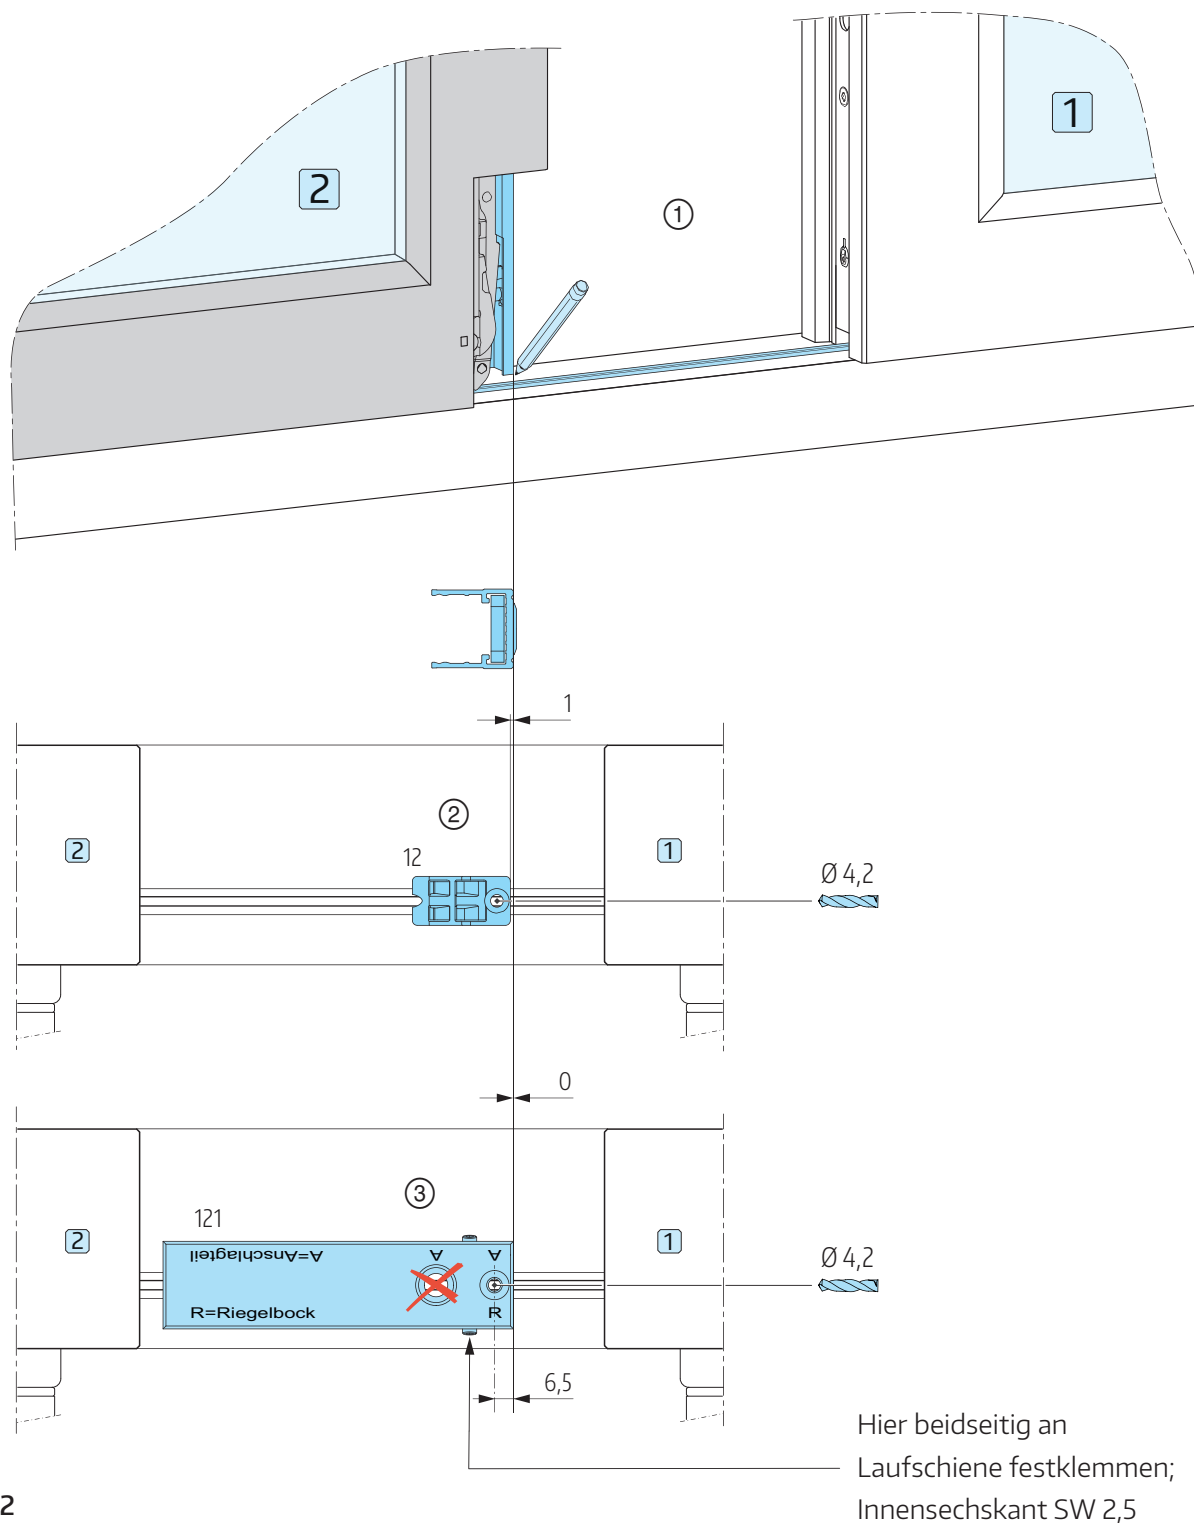 1
2
①
1
②
2
12
1
Ø 4,2
0
③
121
2
A=Anschlagteil
A
A
1
Ø 4,2
R=Riegelbock
R
6,5
Hier beidseitig an
Laufschiene festklemmen;
Innensechskant SW 2,5
2